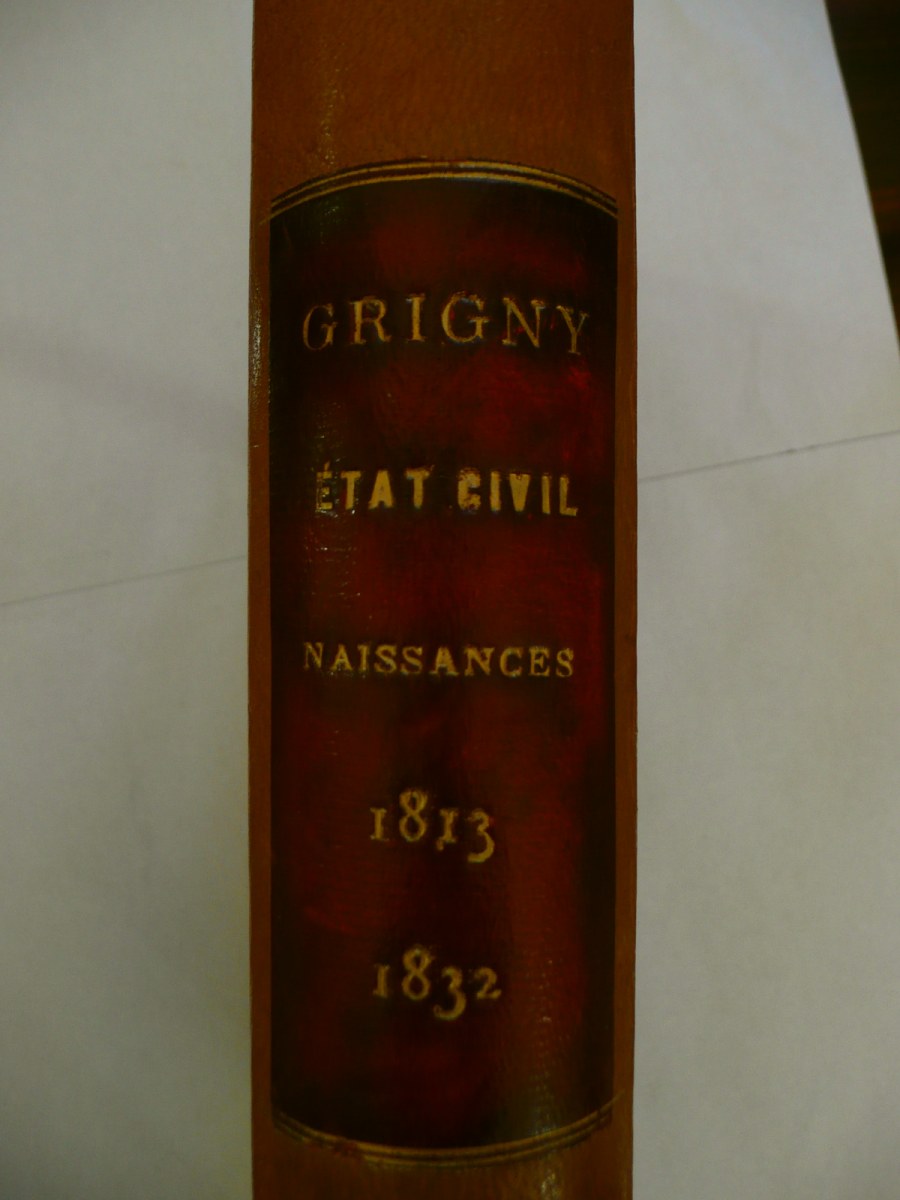 GRIGNY
ÉTAT CIVIL
NAISSANCES
1813
1832